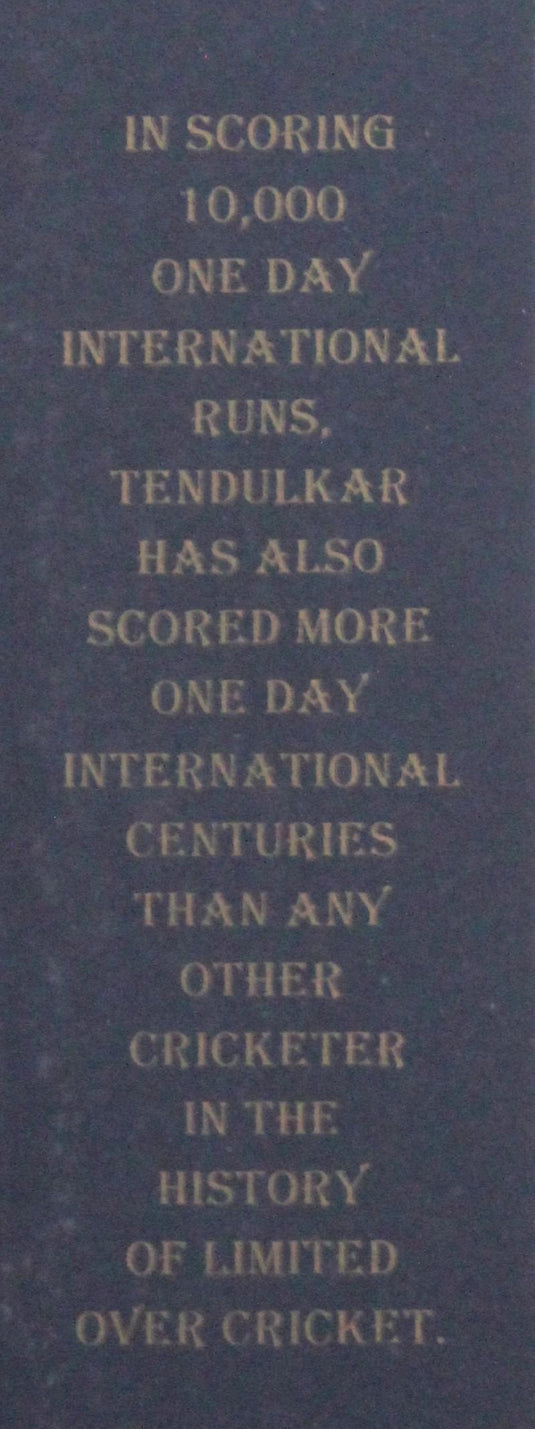 IN SCORING
10,000
ONE DAY
INTERNATIONAL
RUNS,
TENDULKAR
HAS ALSO
SCORED MORE
ONE DAY
INTERNATIONAL
CENTURIES
THAN ANY
OTHER
CRICKETER
IN THE
HISTORY
OF LIMITED
OVER CRICKET.